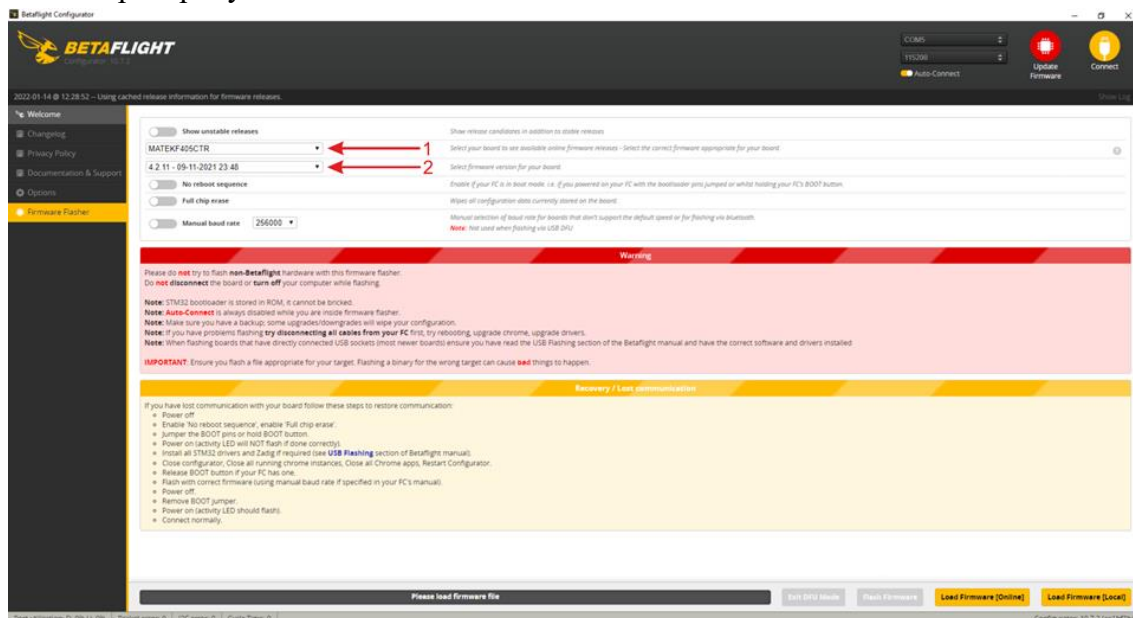 Betaflight Configurator
BETAFLIGHT
Configurator 10.7.2
COM5
115200
Auto-Connect
Update Firmware
Connect
2022-01-14 @ 12:28:52 -- Using cached release information for firmware releases.
Show Log
Welcome
Changelog
Privacy Policy
Documentation & Support
Options
Firmware Flasher
Show unstable releases
Show release candidates in addition to stable releases
MATEKF405CTR
1
Select your board to see available online firmware releases - Select the correct firmware appropriate for your board.
4.2.11 - 09-11-2021 23:48
2
Select firmware version for your board.
No reboot sequence
Enable if your FC is in boot mode. i.e. if you powered on your FC with the bootloader pins jumped or whilst holding your FC's BOOT button.
Full chip erase
Wipes all configuration data currently stored on the board.
Manual baud rate 256000
Manual selection of baud rate for boards that don't support the default speed or for flashing via bluetooth.
Note: Not used when flashing via USB DFU
Warning
Please do not try to flash non-Betaflight hardware with this firmware flasher.
Do not disconnect the board or turn off your computer while flashing.
Note: STM32 bootloader is stored in ROM, it cannot be bricked.
Note: Auto-Connect is always disabled while you are inside firmware flasher.
Note: Make sure you have a backup; some upgrades/downgrades will wipe your configuration.
Note: If you have problems flashing try disconnecting all cables from your FC first, try rebooting, upgrade chrome, upgrade drivers.
Note: When flashing boards that have directly connected USB sockets (most newer boards) ensure you have read the USB Flashing section of the Betaflight manual and have the correct software and drivers installed
IMPORTANT: Ensure you flash a file appropriate for your target. Flashing a binary for the wrong target can cause bad things to happen.
Recovery / Lost communication
If you have lost communication with your board follow these steps to restore communication:
Power off
Enable 'No reboot sequence', enable 'Full chip erase'.
Jumper the BOOT pins or hold BOOT button.
Power on (activity LED will NOT flash if done correctly).
Install all STM32 drivers and Zadig if required (see USB Flashing section of Betaflight manual).
Close configurator, Close all running chrome instances, Close all Chrome apps, Restart Configurator.
Release BOOT button if your FC has one.
Flash with correct firmware (using manual baud rate if specified in your FC's manual).
Power off.
Remove BOOT jumper.
Power on (activity LED should flash).
Connect normally.
Please load firmware file
Exit DFU Mode
Flash Firmware
Load Firmware [Online]
Load Firmware [Local]